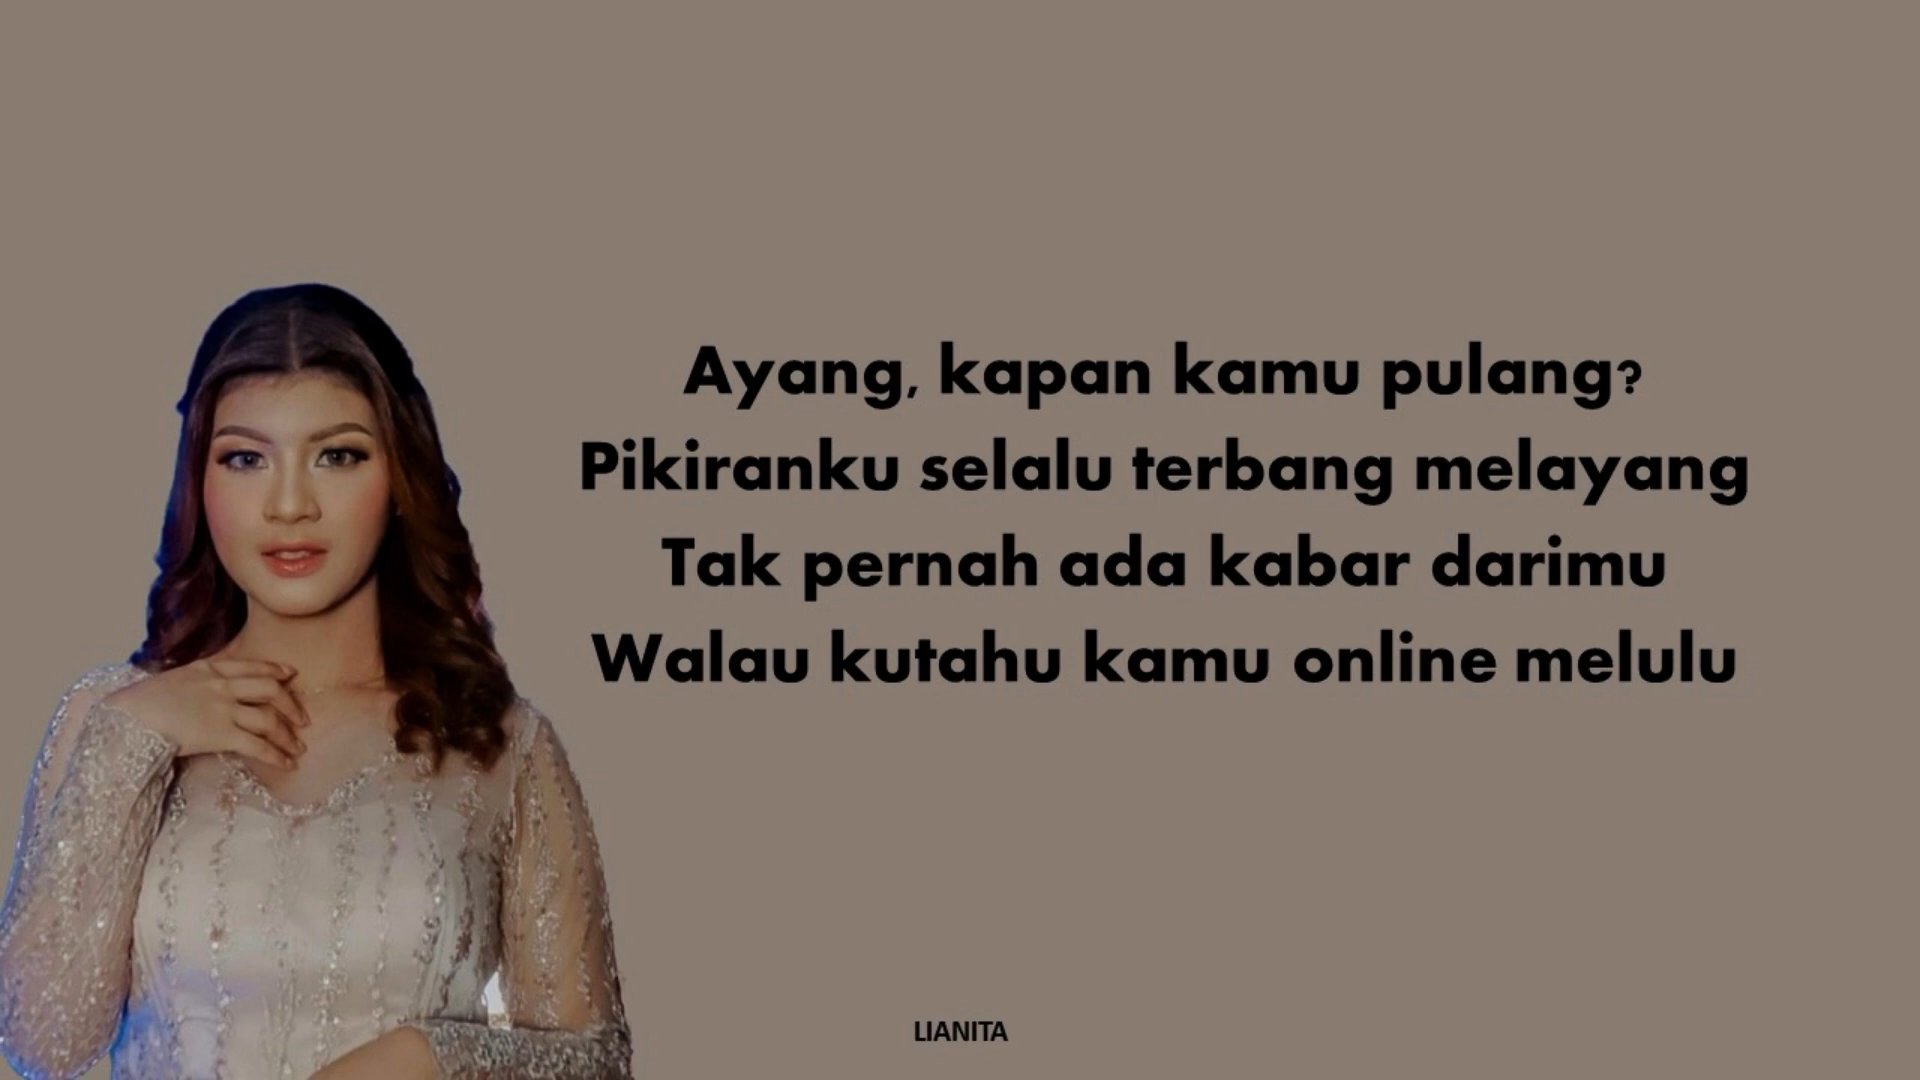 Ayang, kapan kamu pulang?
Pikiranku selalu terbang melayang
Tak pernah ada kabar darimu
Walau kutahu kamu online melulu
LIANITA